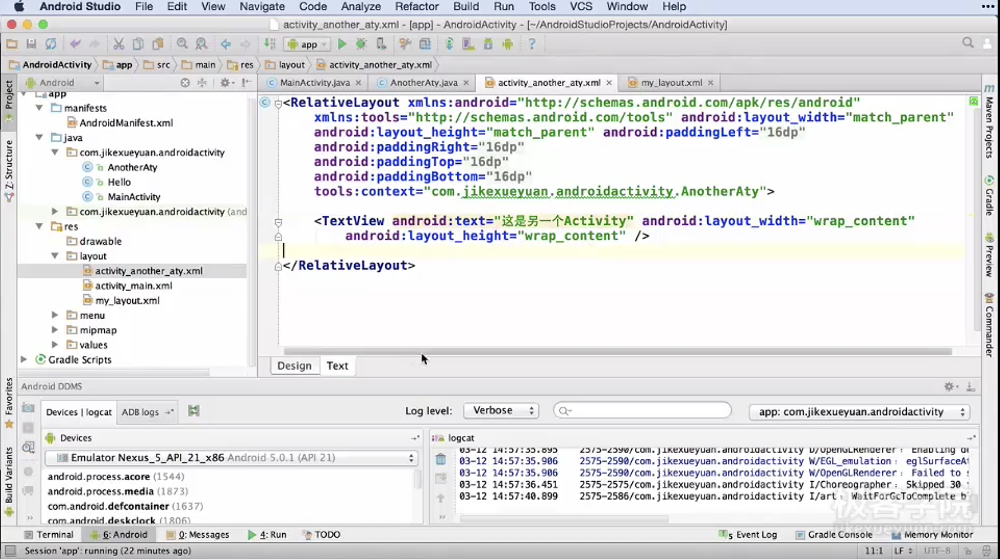 Android Studio File Edit View Navigate Code Analyze Refactor Build Run Tools VCS Window Help
activity_another_aty.xml - [app] - AndroidActivity - [~/AndroidStudioProjects/AndroidActivity]
app
AndroidActivity app src main res layout activity_another_aty.xml
Android
MainActivity.java AnotherAty.java activity_another_aty.xml my_layout.xml
Project
Z: Structure
Favorites
Build Variants
app
manifests
AndroidManifest.xml
java
com.jikexueyuan.androidactivity
AnotherAty
Hello
MainActivity
com.jikexueyuan.androidactivity (and
res
drawable
layout
activity_another_aty.xml
activity_main.xml
my_layout.xml
menu
mipmap
values
Gradle Scripts
<RelativeLayout xmlns:android="http://schemas.android.com/apk/res/android"
xmlns:tools="http://schemas.android.com/tools" android:layout_width="match_parent"
android:layout_height="match_parent" android:paddingLeft="16dp"
android:paddingRight="16dp"
android:paddingTop="16dp"
android:paddingBottom="16dp"
tools:context="com.jikexueyuan.androidactivity.AnotherAty">
<TextView android:text="这是另一个Activity" android:layout_width="wrap_content"
android:layout_height="wrap_content" />
</RelativeLayout>
Design Text
Maven Projects
Gradle
Preview
Commander
Android DDMS
Devices | logcat ADB logs
Log level: Verbose app: com.jikexueyuan.androidactivity
Devices
Emulator Nexus_5_API_21_x86 Android 5.0.1 (API 21)
android.process.acore (1544)
android.process.media (1873)
com.android.defcontainer (1637)
com.android.deskclock (1806)
logcat
03-12 14:57:35.895 2575-2590/com.jikexueyuan.androidactivity D/OpenGLRenderer: Enabling de
03-12 14:57:35.906 2575-2590/com.jikexueyuan.androidactivity W/EGL_emulation: eglSurfaceA
03-12 14:57:35.906 2575-2590/com.jikexueyuan.androidactivity W/OpenGLRenderer: Failed to
03-12 14:57:36.451 2575-2575/com.jikexueyuan.androidactivity I/Choreographer: Skipped 30
03-12 14:57:40.899 2575-2586/com.jikexueyuan.androidactivity I/art: WaitForGcToComplete b
极客学院
jikexueyuan.com
Terminal 6: Android 0: Messages 4: Run TODO 5 Event Log Gradle Console Memory Monitor
Session 'app': running (22 minutes ago) 11:1 LF UTF-8